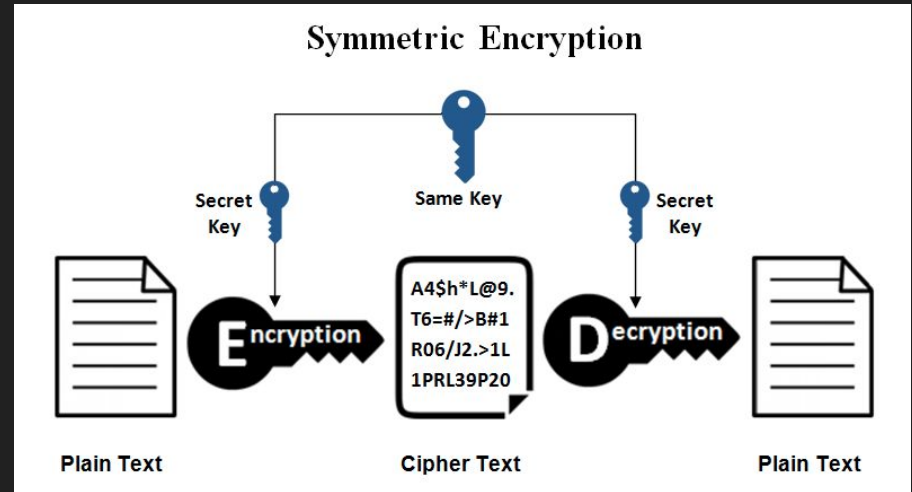 Symmetric Encryption
Same Key
Secret
Key
Secret
Key
Encryption
A4$h*L@9.
T6=#/>B#1
R06/J2.>1L
1PRL39P20
Decryption
Plain Text
Cipher Text
Plain Text